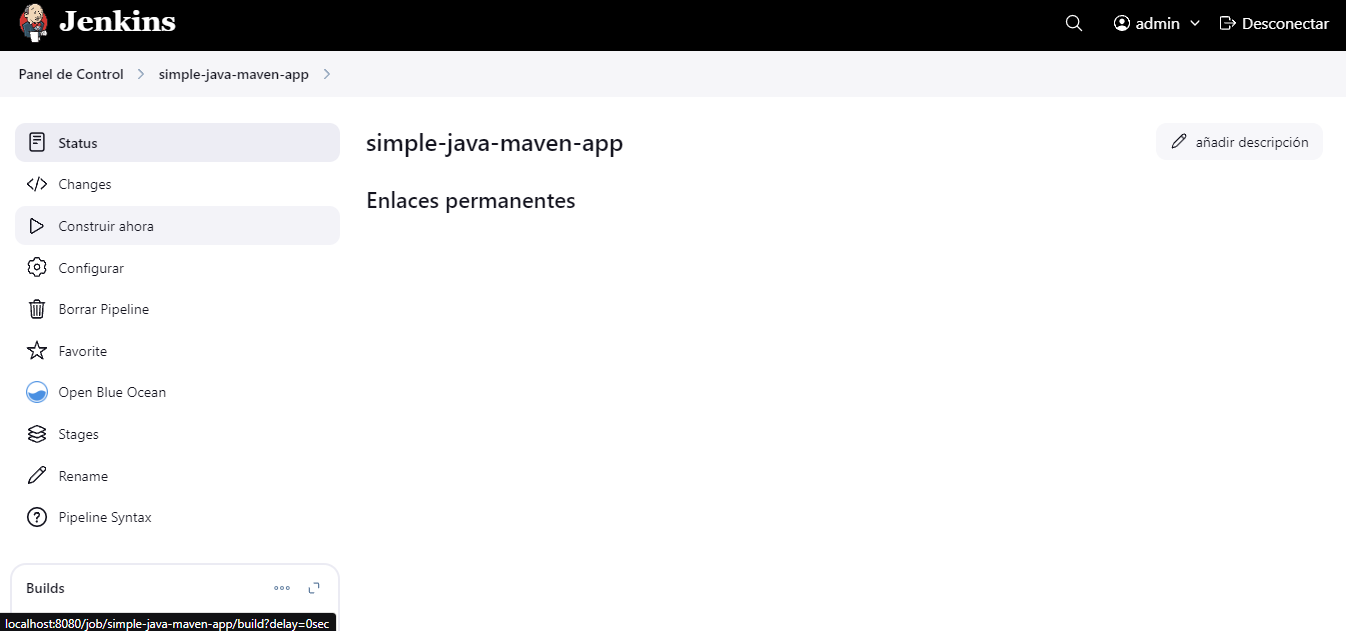 Jenkins
admin
Desconectar
Panel de Control
simple-java-maven-app
Status
Changes
Construir ahora
Configurar
Borrar Pipeline
Favorite
Open Blue Ocean
Stages
Rename
Pipeline Syntax
simple-java-maven-app
añadir descripción
Enlaces permanentes
Builds
localhost:8080/job/simple-java-maven-app/build?delay=0sec